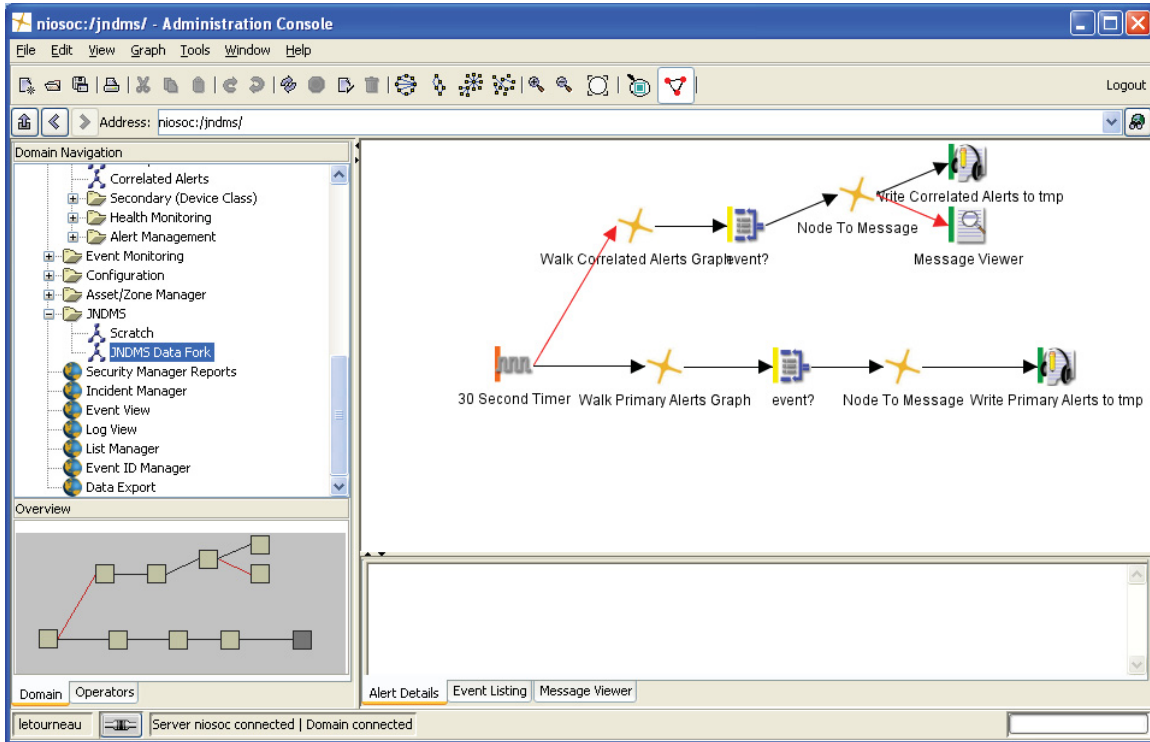 niosoc:/jndms/ - Administration Console
File Edit View Graph Tools Window Help
Logout
Address: niosoc:/jndms/
Domain Navigation
Correlated Alerts
Secondary (Device Class)
Health Monitoring
Alert Management
Event Monitoring
Configuration
Asset/Zone Manager
JNDMS
Scratch
JNDMS Data Fork
Security Manager Reports
Incident Manager
Event View
Log View
List Manager
Event ID Manager
Data Export
Overview
Domain Operators
Write Correlated Alerts to tmp
Node To Message
Walk Correlated Alerts Graph
event?
Message Viewer
30 Second Timer
Walk Primary Alerts Graph
event?
Node To Message
Write Primary Alerts to tmp
Alert Details Event Listing Message Viewer
letourneau
Server niosoc connected | Domain connected